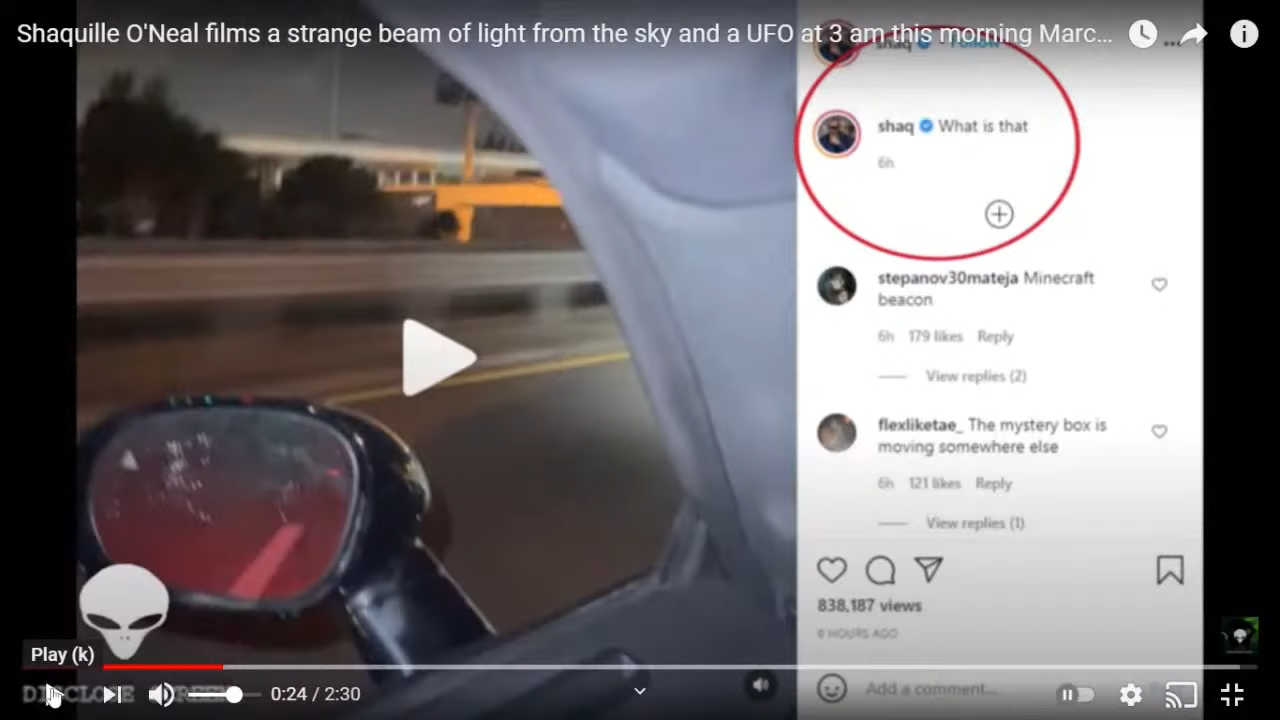 Shaquille O'Neal films a strange beam of light from the sky and a UFO at 3 am this morning Marc...
shaq Follow
shaq What is that
6h
stepanov30mateja Minecraft
beacon
6h 179 likes Reply
View replies (2)
flexliketae_ The mystery box is
moving somewhere else
6h 121 likes Reply
View replies (1)
838,187 views
6 HOURS AGO
Add a comment...
Play (k)
0:24 / 2:30